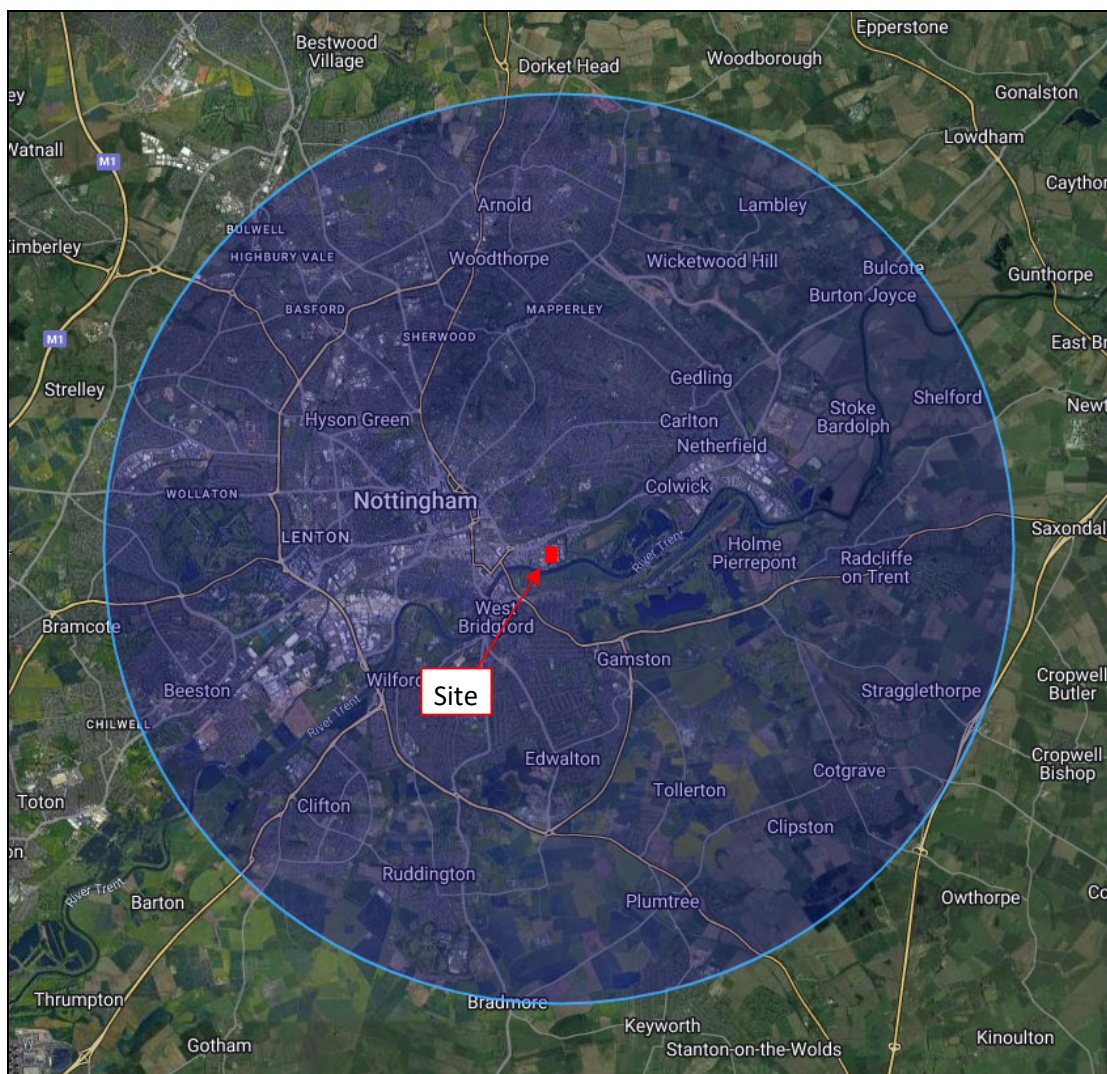 Epperstone
Bestwood
Village
Dorket Head
Woodborough
Gonalston
ey
Watnall
M1
Lowdham
Caythor
Arnold
Lambley
BULWELL
Kimberley
HIGHBURY VALE
Woodthorpe
Wicketwood Hill
Bulcote
Gunthorpe
BASFORD
MAPPERLEY
Burton Joyce
M1
SHERWOOD
East Br
Strelley
Gedling
Shelford
Newt
Hyson Green
Carlton
Stoke
Bardolph
Netherfield
WOLLATON
Nottingham
Colwick
LENTON
River Trent
Holme
Pierrepont
Radcliffe
on Trent
Saxondal
West
Bridgford
Bramcote
Gamston
Beeston
Wilford
Site
Stragglethorpe
Cropwell
Butler
CHILWELL
River Trent
Edwalton
Cotgrave
Cropwell
Bishop
Toton
Tollerton
Clifton
Clipston
on
Ruddington
River Trent
Barton
Plumtree
Owthorpe
Co
Thrumpton
Bradmore
Keyworth
Gotham
Stanton-on-the-Wolds
Kinoulton